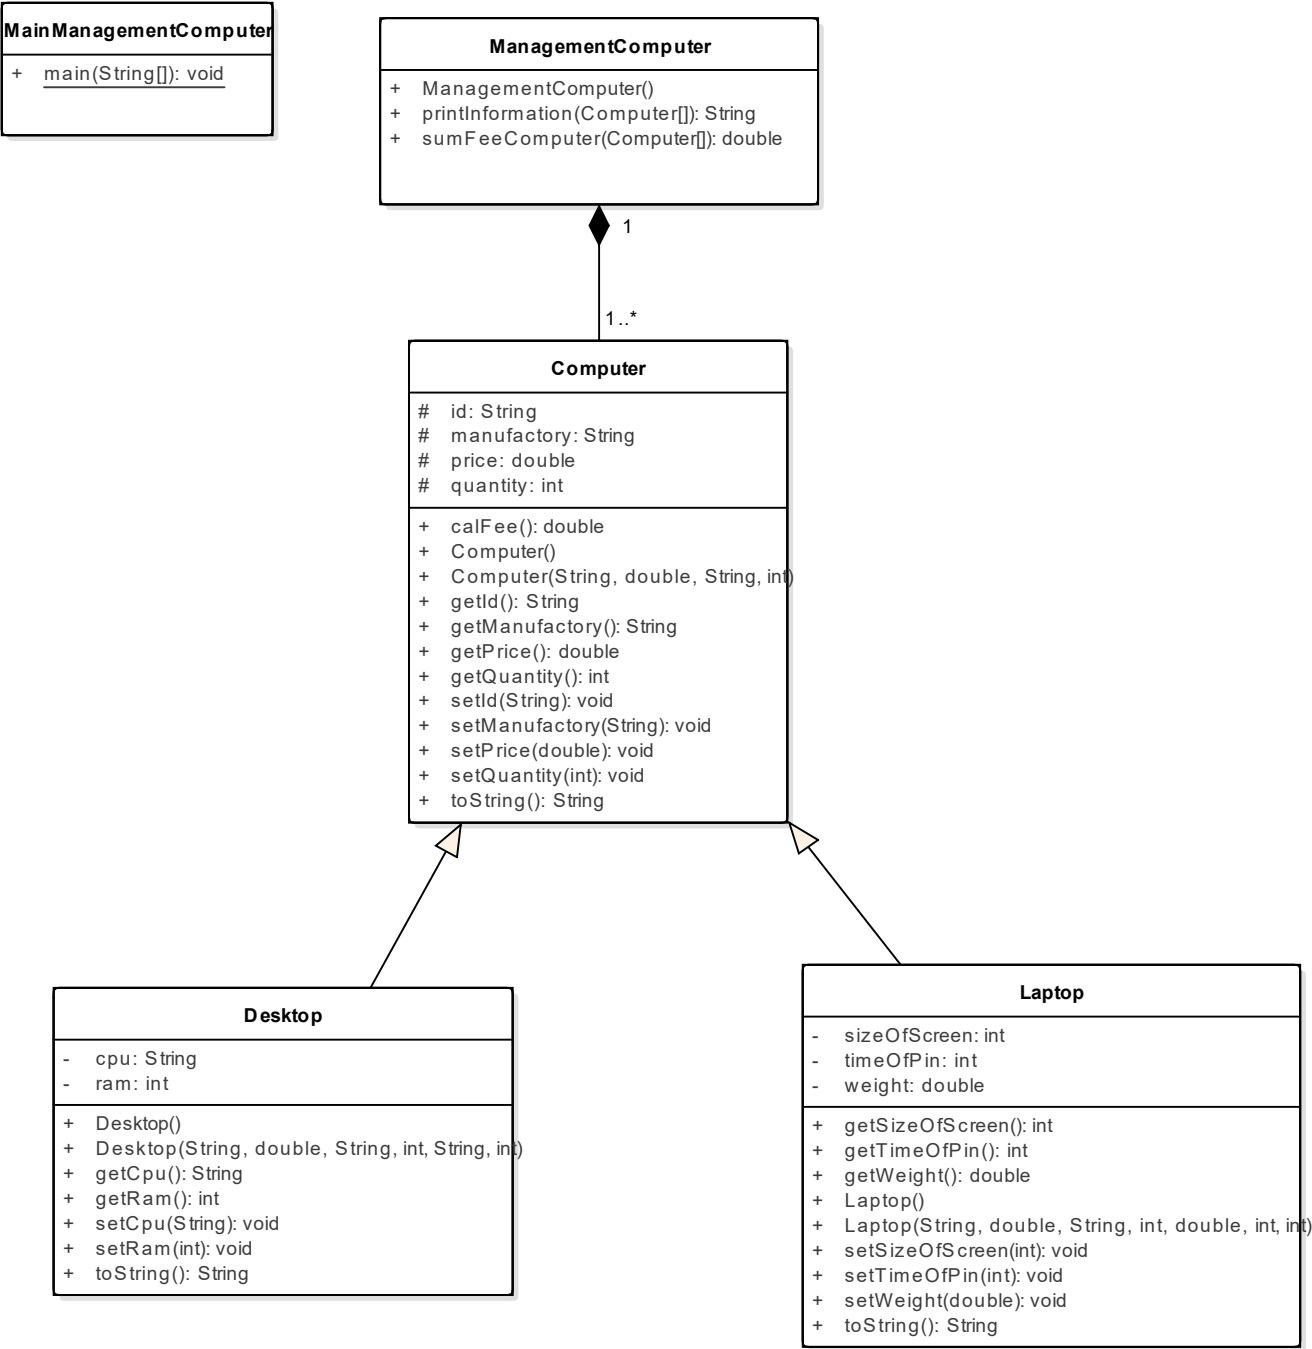 MainManagementComputer
+ main(String[]): void
ManagementComputer
+ ManagementComputer()
+ printInformation(Computer[]): String
+ sumFeeComputer(Computer[]): double
1
1..*
Computer
# id: String
# manufactory: String
# price: double
# quantity: int
+ calFee(): double
+ Computer()
+ Computer(String, double, String, int)
+ getId(): String
+ getManufactory(): String
+ getPrice(): double
+ getQuantity(): int
+ setId(String): void
+ setManufactory(String): void
+ setPrice(double): void
+ setQuantity(int): void
+ toString(): String
Desktop
- cpu: String
- ram: int
+ Desktop()
+ Desktop(String, double, String, int, String, int)
+ getCpu(): String
+ getRam(): int
+ setCpu(String): void
+ setRam(int): void
+ toString(): String
Laptop
- sizeOfScreen: int
- timeOfPin: int
- weight: double
+ getSizeOfScreen(): int
+ getTimeOfPin(): int
+ getWeight(): double
+ Laptop()
+ Laptop(String, double, String, int, double, int, int)
+ setSizeOfScreen(int): void
+ setTimeOfPin(int): void
+ setWeight(double): void
+ toString(): String